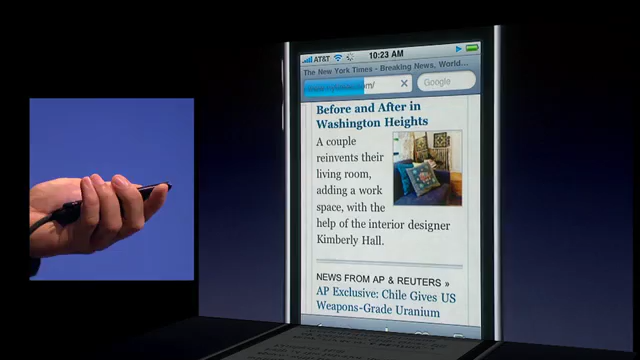 AT&T
10:23 AM
The New York Times - Breaking News, World...
Google
Before and After in
Washington Heights
A couple
reinvents their
living room,
adding a work
space, with the
help of the interior designer
Kimberly Hall.
NEWS FROM AP & REUTERS »
AP Exclusive: Chile Gives US
Weapons-Grade Uranium